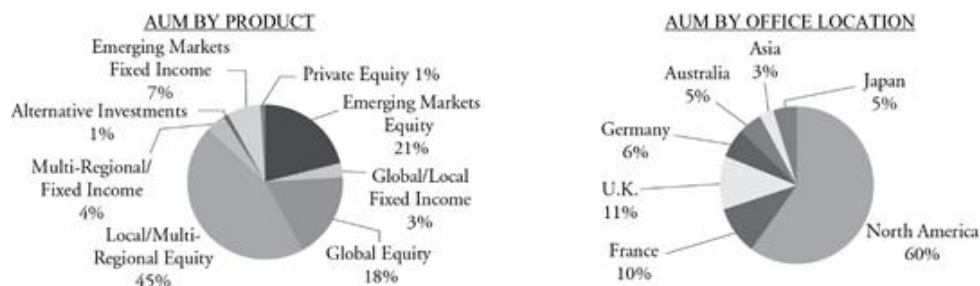 AUM BY PRODUCT
Emerging Markets
Fixed Income
7%
Private Equity 1%
Alternative Investments
1%
Emerging Markets
Equity
21%
Multi-Regional/
Fixed Income
4%
Global/Local
Fixed Income
3%
Local/Multi-
Regional Equity
45%
Global Equity
18%
AUM BY OFFICE LOCATION
Asia
3%
Australia
5%
Japan
5%
Germany
6%
U.K.
11%
France
10%
North America
60%